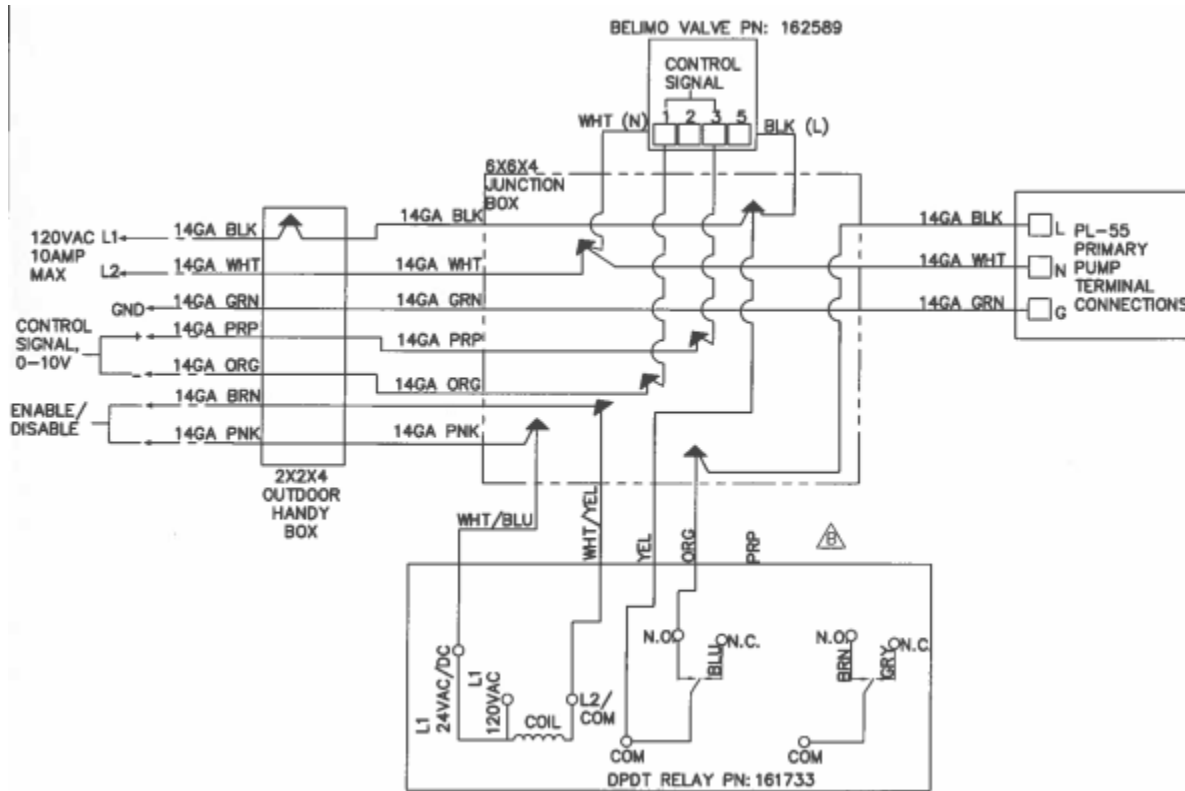 BELIMO VALVE PN: 162589
CONTROL
SIGNAL
WHT (N)
1 2 3 5
BLK (L)
6X6X4
JUNCTION
BOX
120VAC L1
10AMP
MAX L2
14GA BLK
14GA BLK
14GA BLK
L
14GA WHT
14GA WHT
14GA WHT
N
GND
14GA GRN
14GA GRN
14GA GRN
G
PL-55
PRIMARY
PUMP
TERMINAL
CONNECTIONS
CONTROL
SIGNAL,
0-10V
+
14GA PRP
14GA PRP
-
14GA ORG
14GA ORG
ENABLE/
DISABLE
14GA BRN
14GA PNK
14GA PNK
2X2X4
OUTDOOR
HANDY
BOX
WHT/BLU
WHT/YEL
YEL
ORG
PRP
B
L1
24VAC/DC
L1
120VAC
COIL
L2/
COM
N.O.
BLU
N.C.
COM
N.O.
BRN
GRY
N.C.
COM
DPDT RELAY PN: 161733